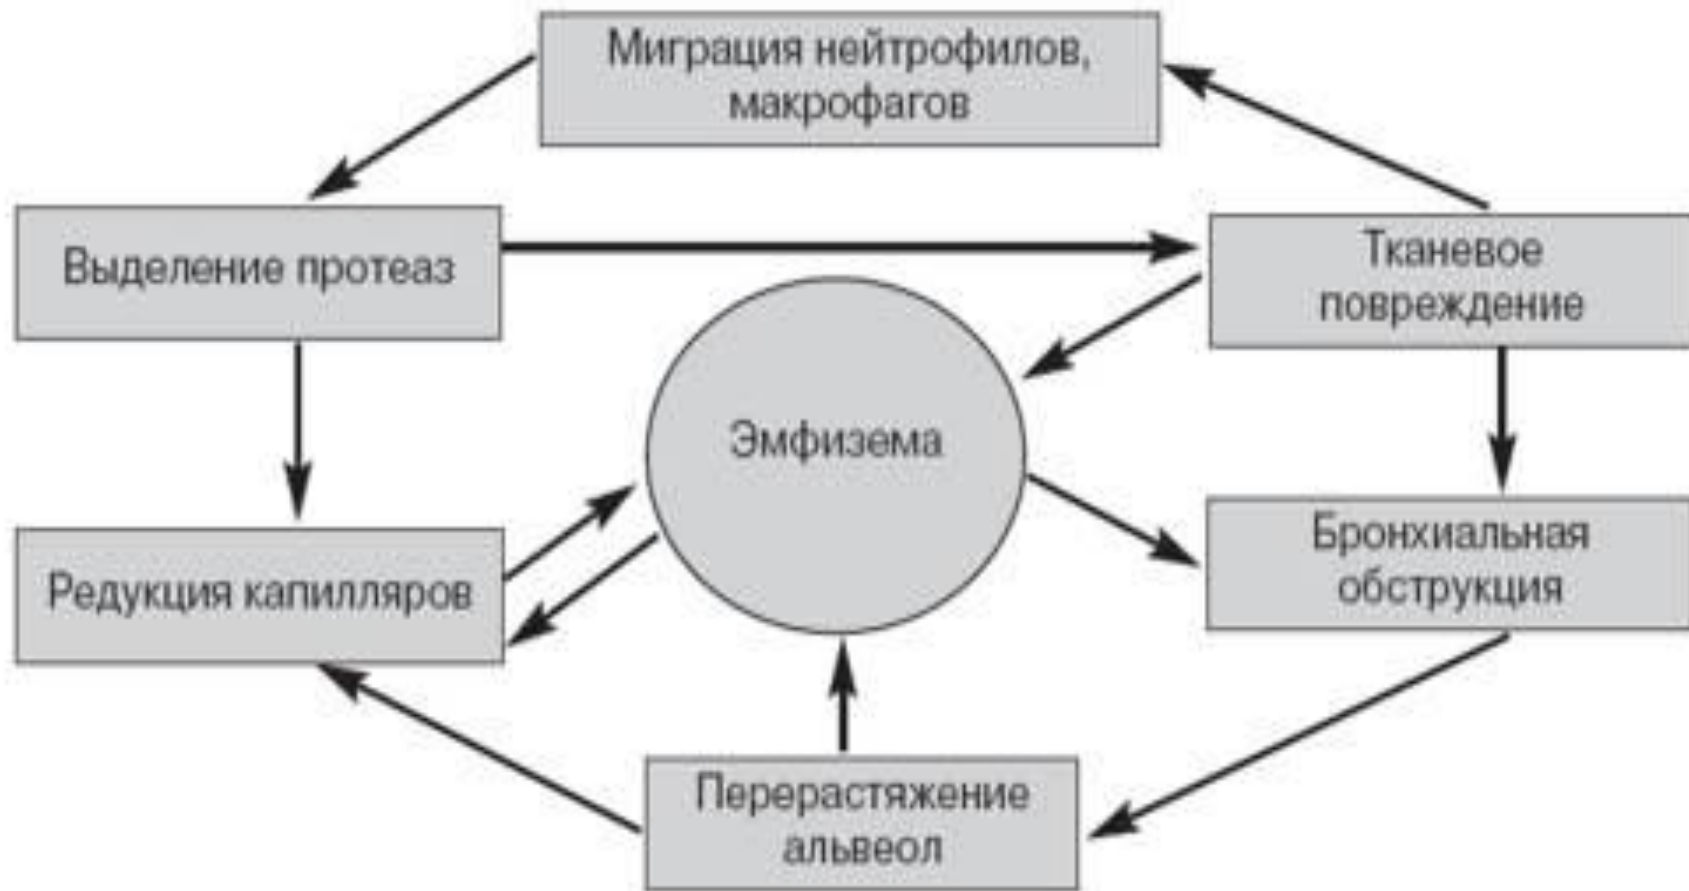 Миграция нейтрофилов,
макрофагов
Выделение протеаз
Тканевое
повреждение
Эмфизема
Редукция капилляров
Бронхиальная
обструкция
Перерастяжение
альвеол